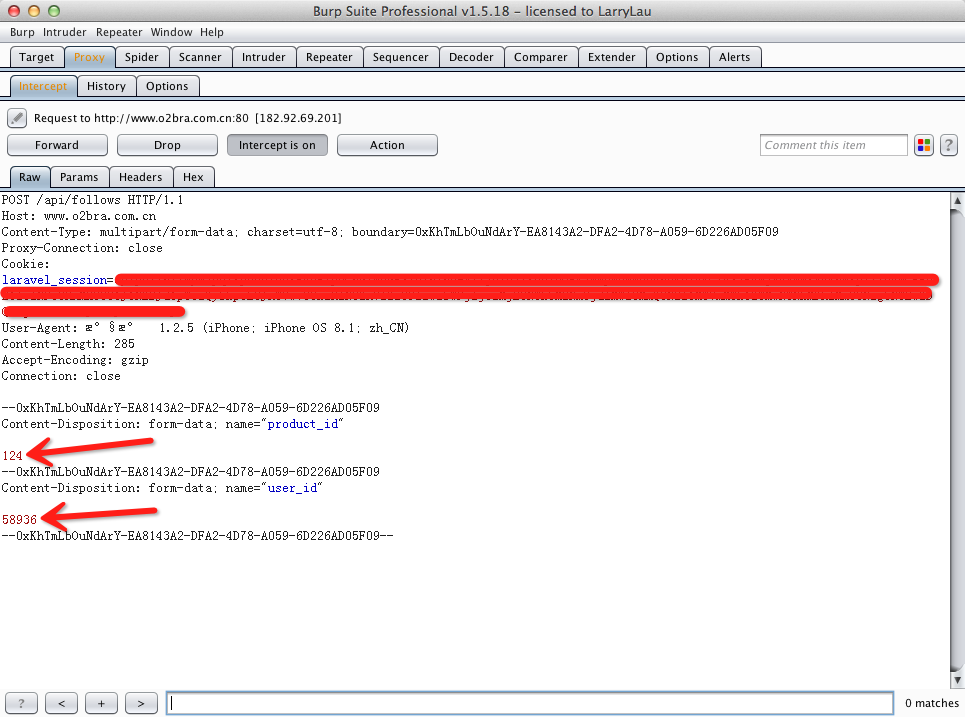 Burp Suite Professional v1.5.18 - licensed to LarryLau
Burp Intruder Repeater Window Help
Target Proxy Spider Scanner Intruder Repeater Sequencer Decoder Comparer Extender Options Alerts
Intercept History Options
Request to http://www.o2bra.com.cn:80 [182.92.69.201]
Forward Drop Intercept is on Action Comment this item ?
Raw Params Headers Hex
POST /api/follows HTTP/1.1
Host: www.o2bra.com.cn
Content-Type: multipart/form-data; charset=utf-8; boundary=0xKhTmLbOuNdArY-EA8143A2-DFA2-4D78-A059-6D226AD05F09
Proxy-Connection: close
Cookie:
laravel_session=
User-Agent: æ°§æ° 1.2.5 (iPhone; iPhone OS 8.1; zh_CN)
Content-Length: 285
Accept-Encoding: gzip
Connection: close
--0xKhTmLbOuNdArY-EA8143A2-DFA2-4D78-A059-6D226AD05F09
Content-Disposition: form-data; name="product_id"
124
--0xKhTmLbOuNdArY-EA8143A2-DFA2-4D78-A059-6D226AD05F09
Content-Disposition: form-data; name="user_id"
58936
--0xKhTmLbOuNdArY-EA8143A2-DFA2-4D78-A059-6D226AD05F09--
? < + > 0 matches